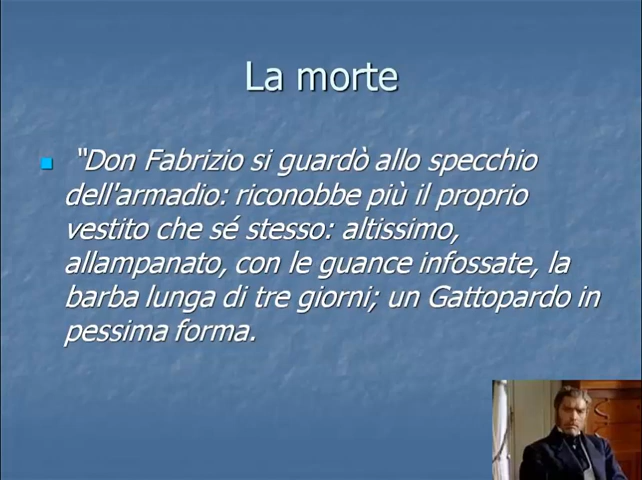 La morte
"Don Fabrizio si guardò allo specchio
dell'armadio: riconobbe più il proprio
vestito che sé stesso: altissimo,
allampanato, con le guance infossate, la
barba lunga di tre giorni; un Gattopardo in
pessima forma.